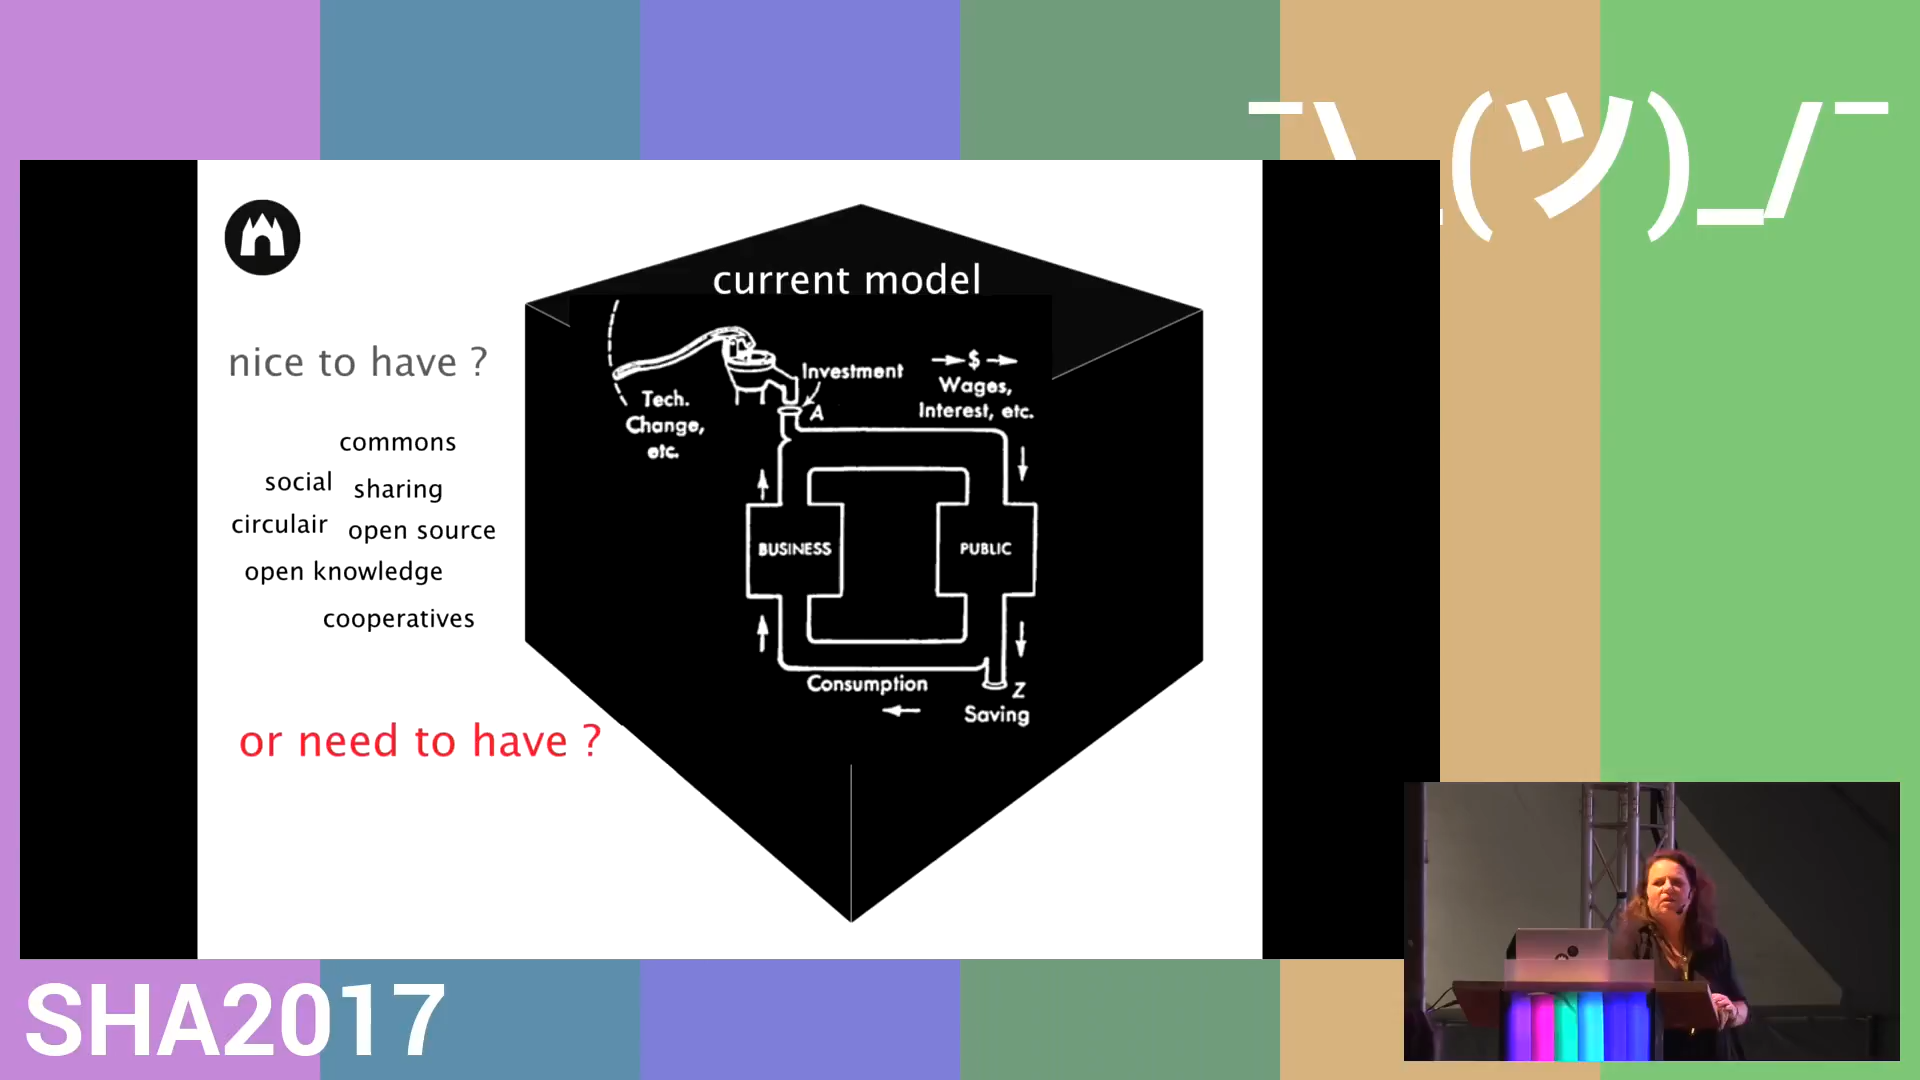 ¯\_(ツ)_/¯
current model
nice to have ?
commons
social
sharing
circulair
open source
open knowledge
cooperatives
or need to have ?
Tech.
Change,
etc.
Investment
A
$
Wages,
Interest, etc.
BUSINESS
PUBLIC
Consumption
Z
Saving
SHA2017